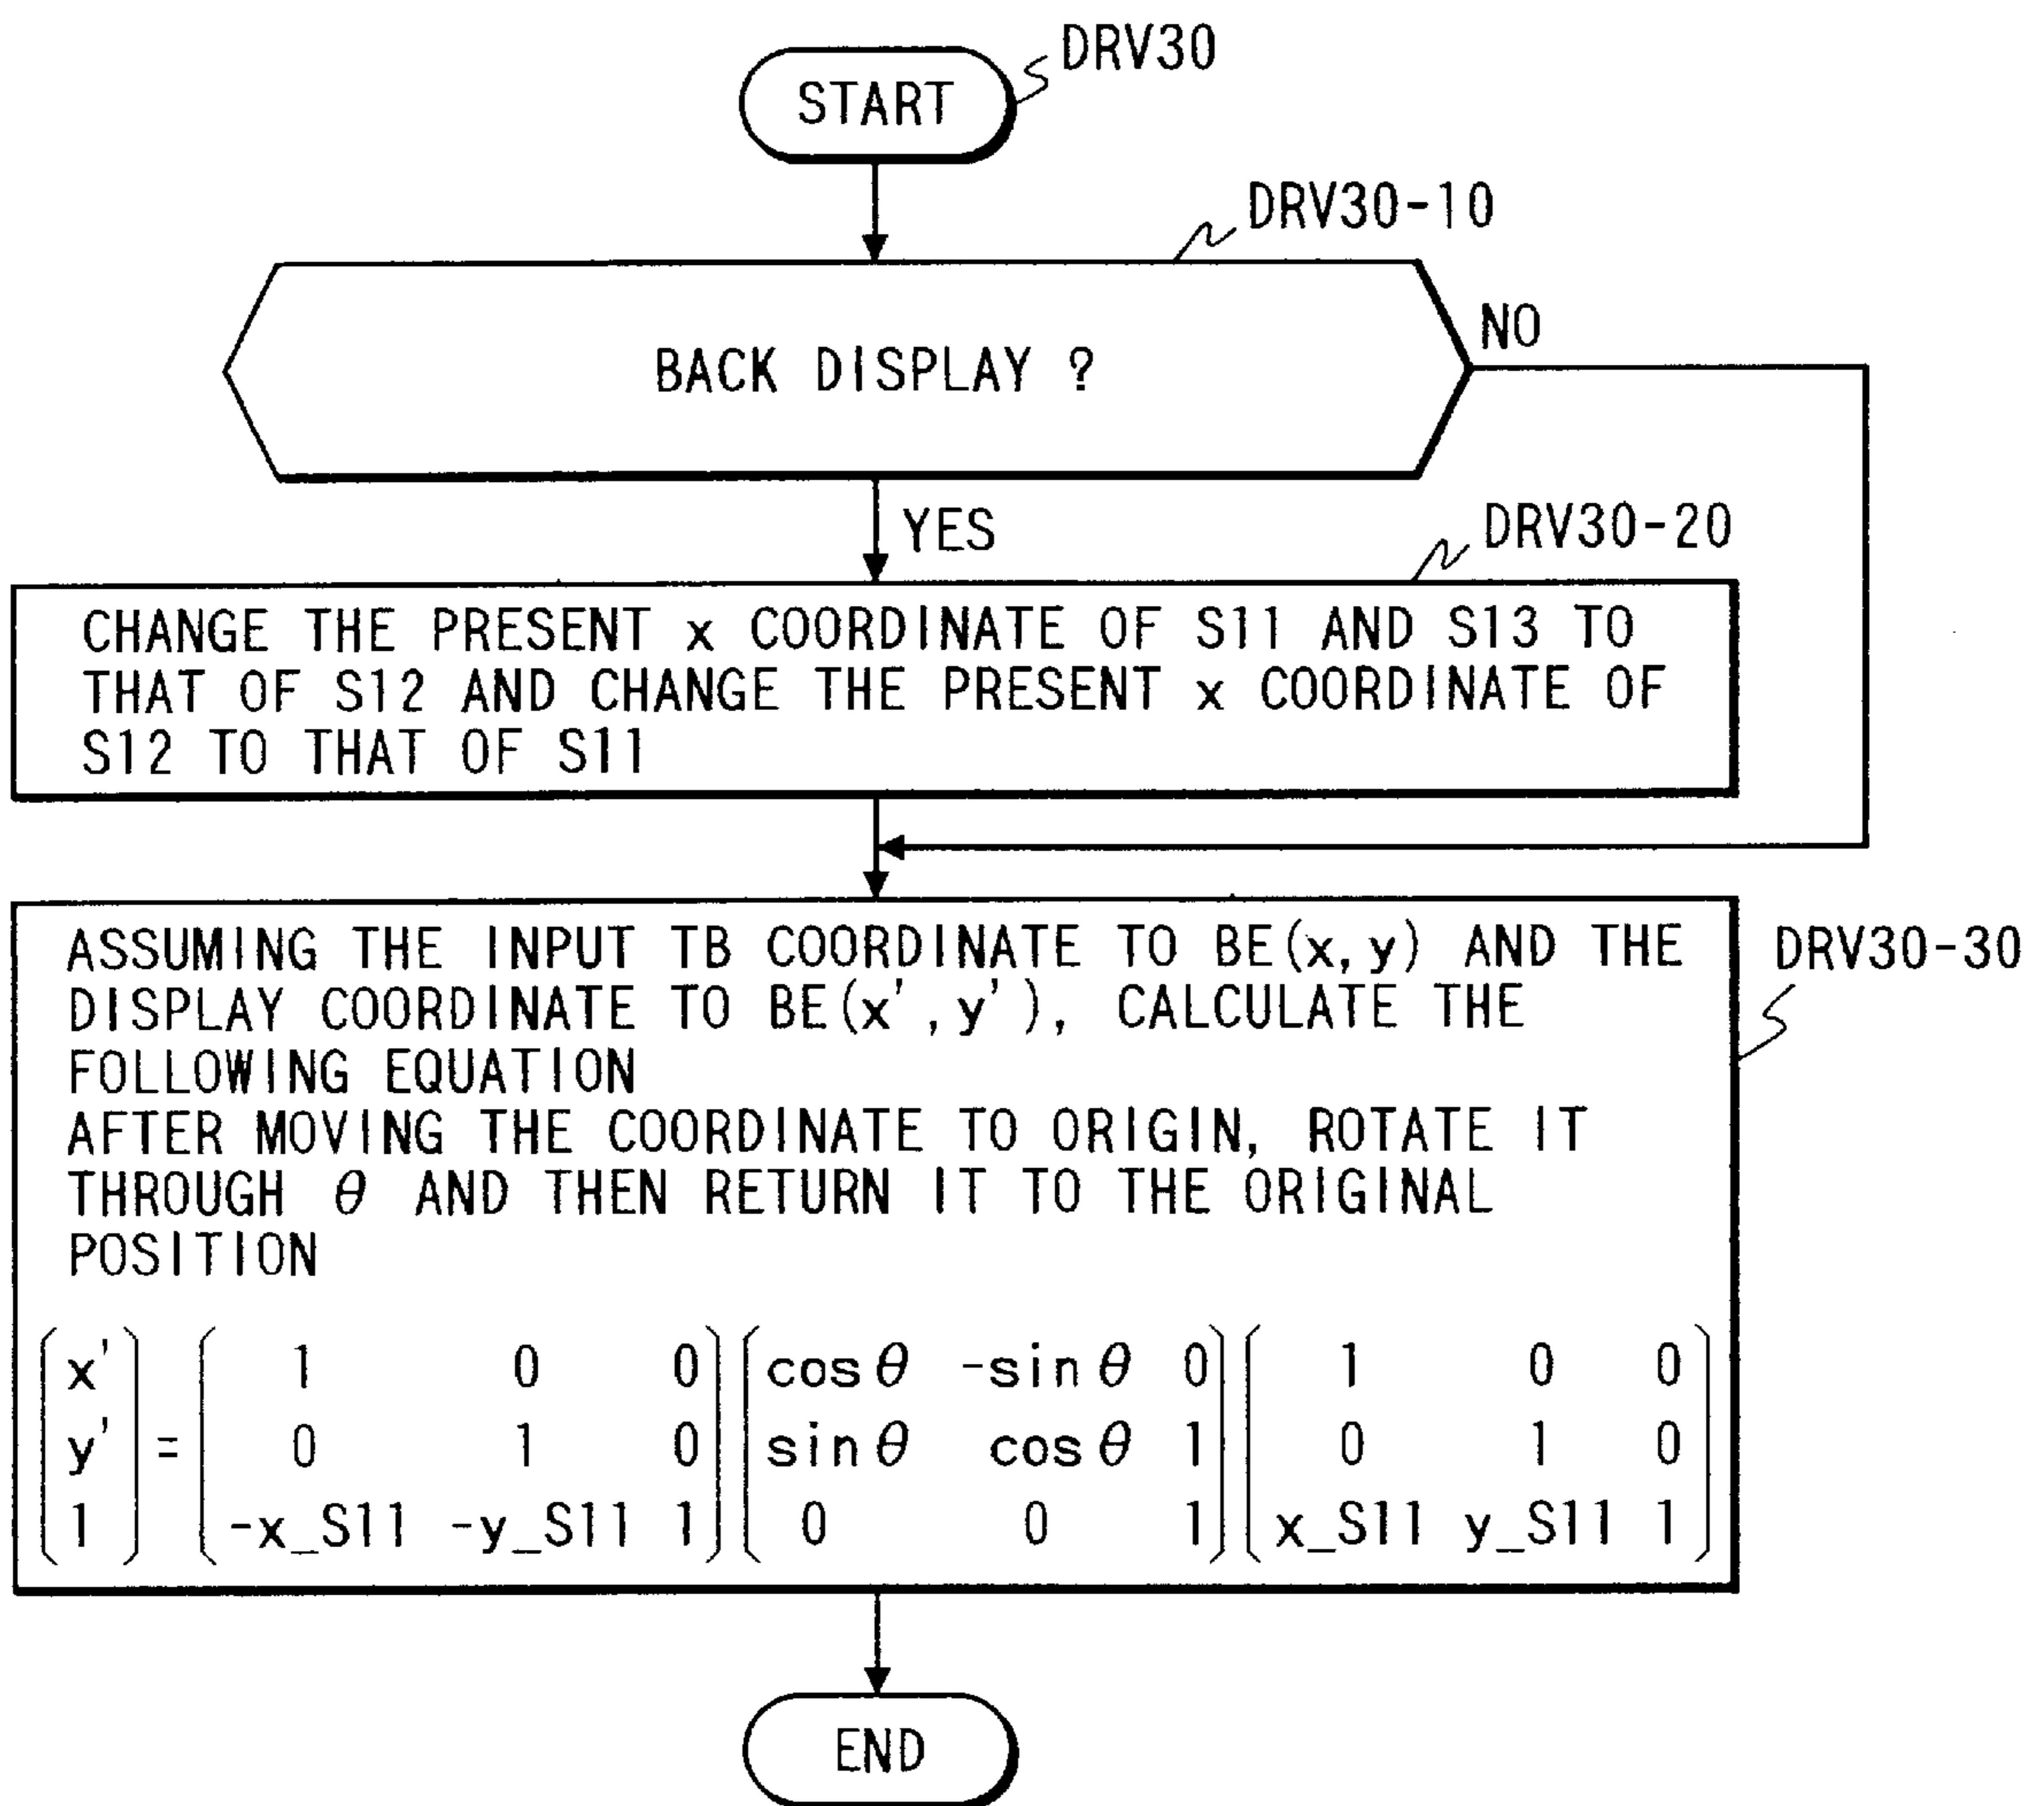 DRV30
START
DRV30-10
BACK DISPLAY ?
NO
YES
DRV30-20
CHANGE THE PRESENT x COORDINATE OF S11 AND S13 TO
THAT OF S12 AND CHANGE THE PRESENT x COORDINATE OF
S12 TO THAT OF S11
ASSUMING THE INPUT TB COORDINATE TO BE(x,y) AND THE
DRV30-30
DISPLAY COORDINATE TO BE(x',y'), CALCULATE THE
FOLLOWING EQUATION
AFTER MOVING THE COORDINATE TO ORIGIN, ROTATE IT
THROUGH θ AND THEN RETURN IT TO THE ORIGINAL
POSITION
x' 1 0 0 cosθ -sinθ 0 1 0 0
y' = 0 1 0 sinθ cosθ 1 0 1 0
1 -x_S11 -y_S11 1 0 0 1 x_S11 y_S11 1
END